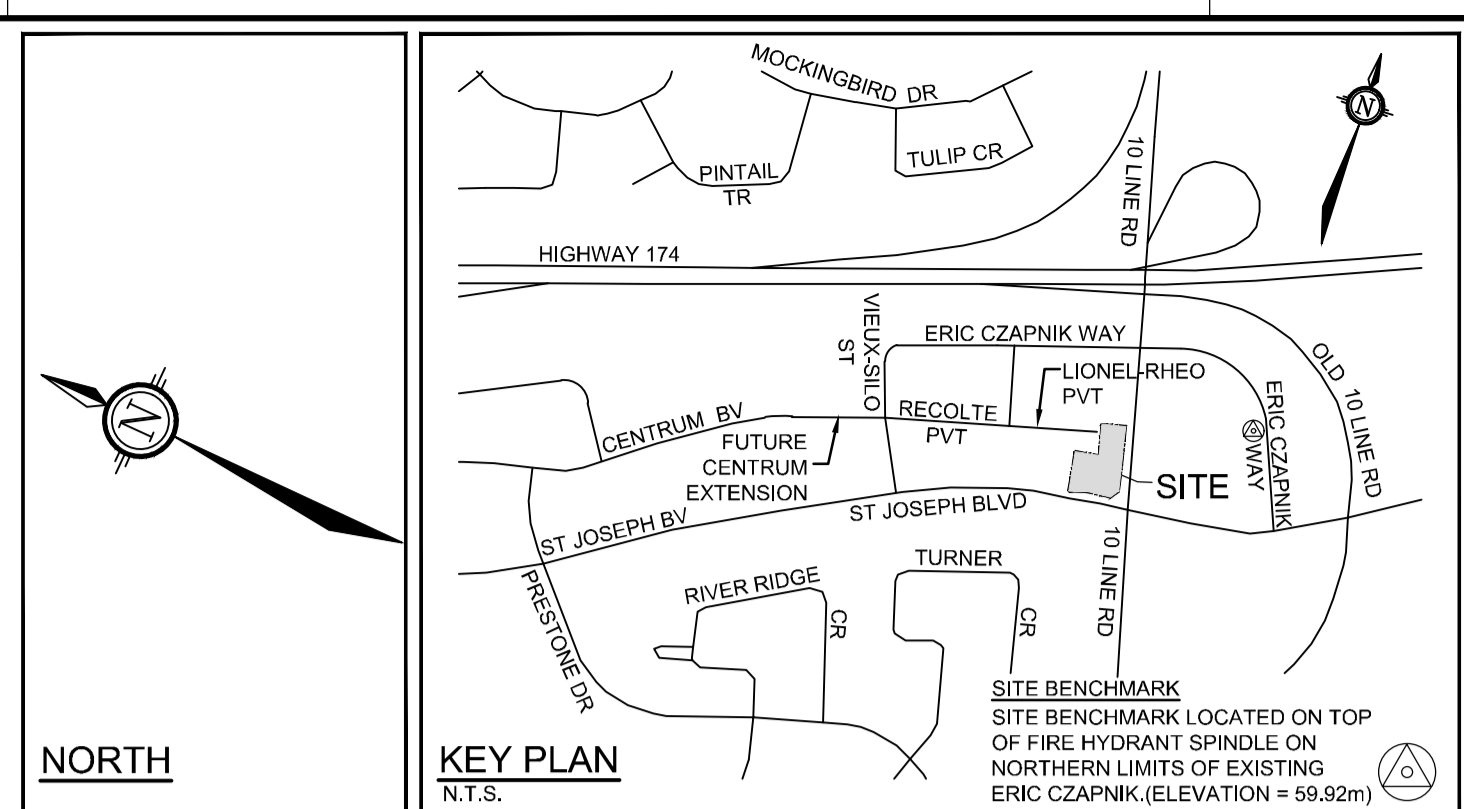 N
NORTH
MOCKINGBIRD DR
PINTAIL
TR
TULIP CR
10 LINE RD
N
HIGHWAY 174
VIEUX-SILO
ST
ERIC CZAPNIK WAY
LIONEL-RHEO
PVT
OLD 10 LINE RD
ERIC CZAPNIK
WAY
CENTRUM BV
RECOLTE
PVT
FUTURE
CENTRUM
EXTENSION
SITE
ST JOSEPH BV
ST JOSEPH BLVD
10 LINE RD
PRESTONE DR
RIVER RIDGE
CR
TURNER
CR
SITE BENCHMARK
SITE BENCHMARK LOCATED ON TOP
OF FIRE HYDRANT SPINDLE ON
NORTHERN LIMITS OF EXISTING
ERIC CZAPNIK.(ELEVATION = 59.92m)
KEY PLAN
N.T.S.